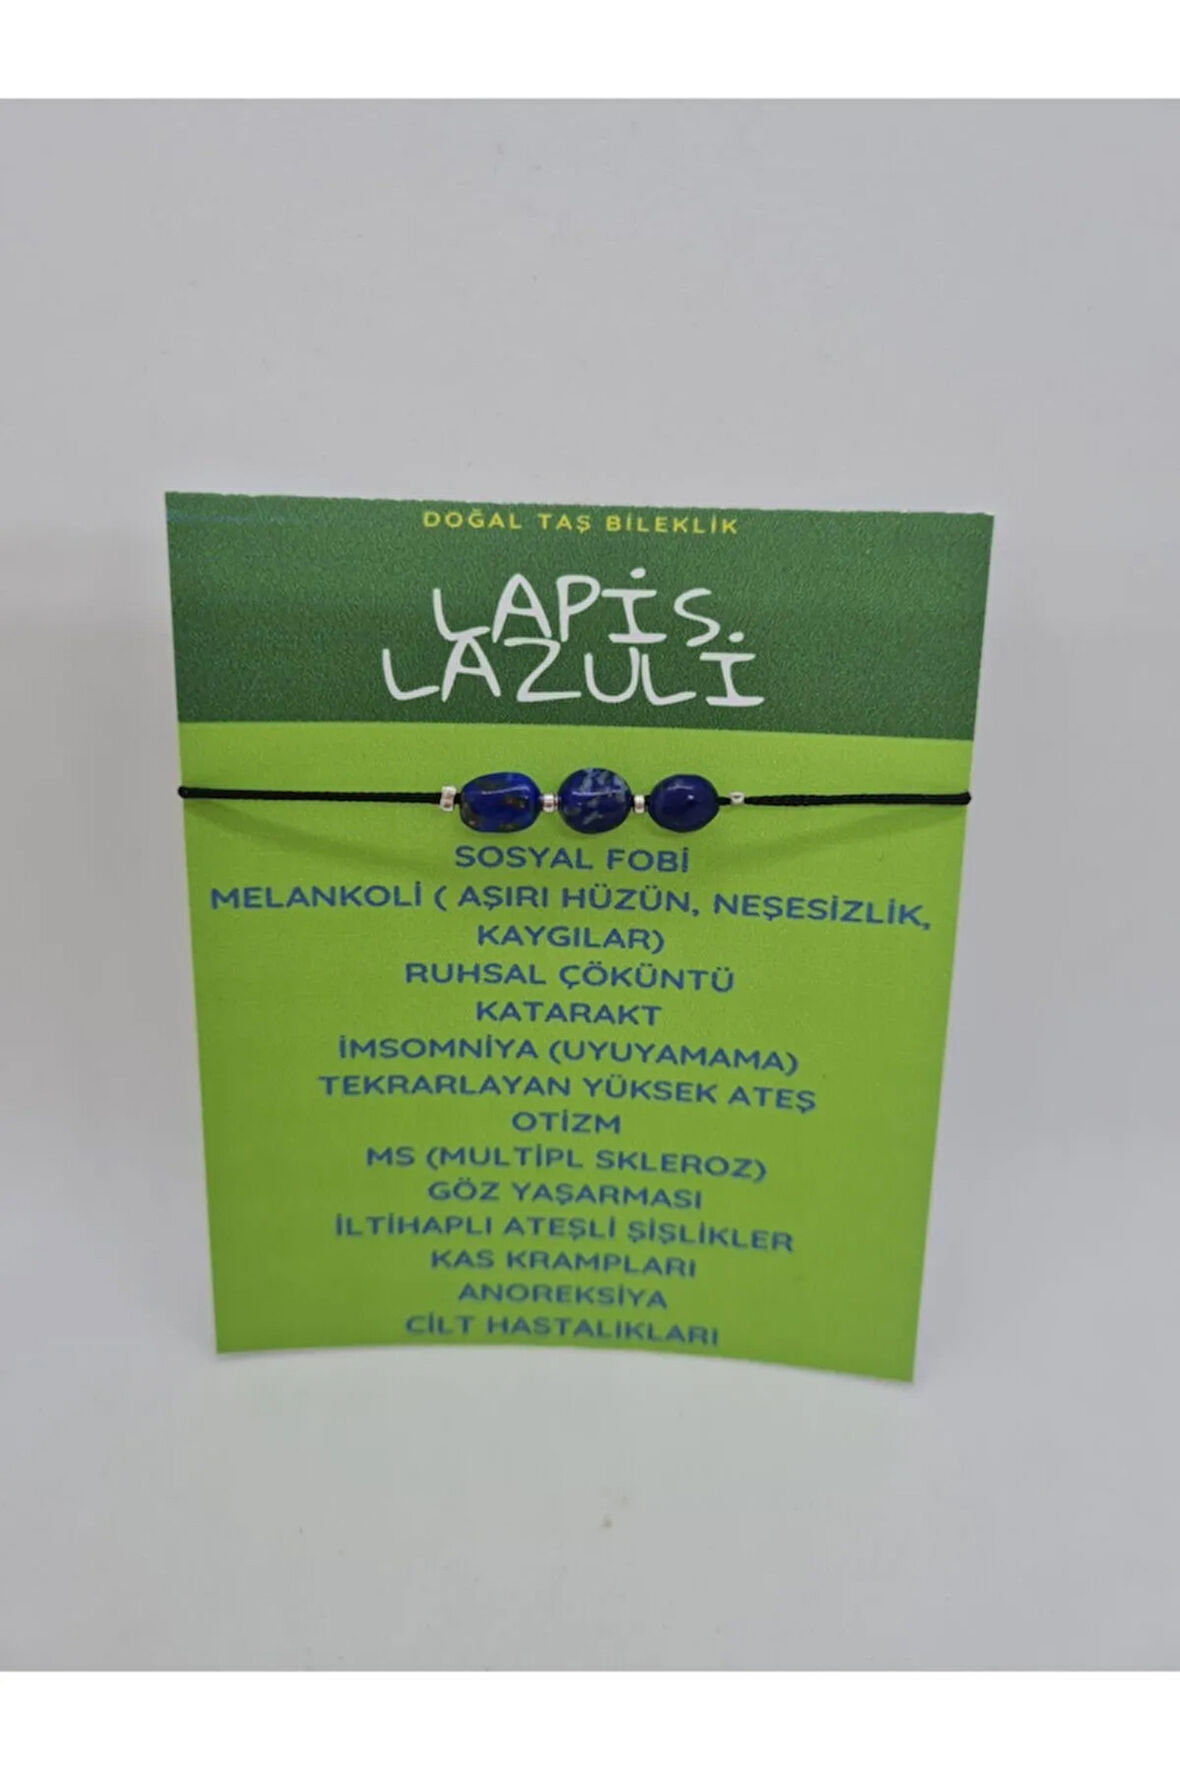 DOĞAL TAŞ BİLEKLİK
LAPİS
LAZULİ
SOSYAL FOBİ
MELANKOLİ ( AŞIRI HÜZÜN, NEŞESİZLİK,
KAYGILAR)
RUHSAL ÇÖKÜNTÜ
KATARAKT
İMSOMNİYA (UYUYAMAMA)
TEKRARLAYAN YÜKSEK ATEŞ
OTİZM
MS (MULTİPL SKLEROZ)
GÖZ YAŞARMASI
İLTİHAPLI ATEŞLİ ŞİŞLİKLER
KAS KRAMPLARI
ANOREKSİYA
CİLT HASTALIKLARI